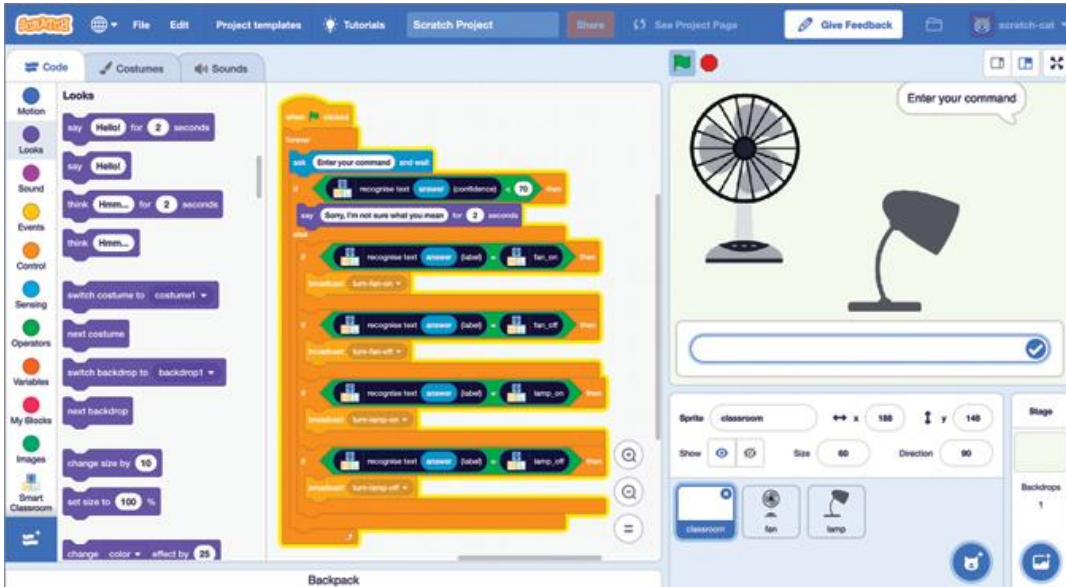 SCRATCH File Edit Project templates Tutorials Scratch Project Share See Project Page Give Feedback scratch-cat
Code Costumes Sounds
Motion
Looks
Sound
Events
Control
Sensing
Operators
Variables
My Blocks
Images
Smart
Classroom
Looks
say Hello! for 2 seconds
say Hello!
think Hmm... for 2 seconds
think Hmm...
switch costume to costume1
next costume
switch backdrop to backdrop1
next backdrop
change size by 10
set size to 100 %
change color effect by 25
when clicked
forever
ask Enter your command and wait
if recognise text answer (confidence) < 70 then
say Sorry, I'm not sure what you mean for 2 seconds
else
if recognise text answer (label) = fan_on then
broadcast turn-fan-on
if recognise text answer (label) = fan_off then
broadcast turn-fan-off
if recognise text answer (label) = lamp_on then
broadcast turn-lamp-on
if recognise text answer (label) = lamp_off then
broadcast turn-lamp-off
Backpack
Enter your command
Sprite classroom x 188 y 148
Show Size 60 Direction 90
classroom fan lamp
Stage
Backdrops
1